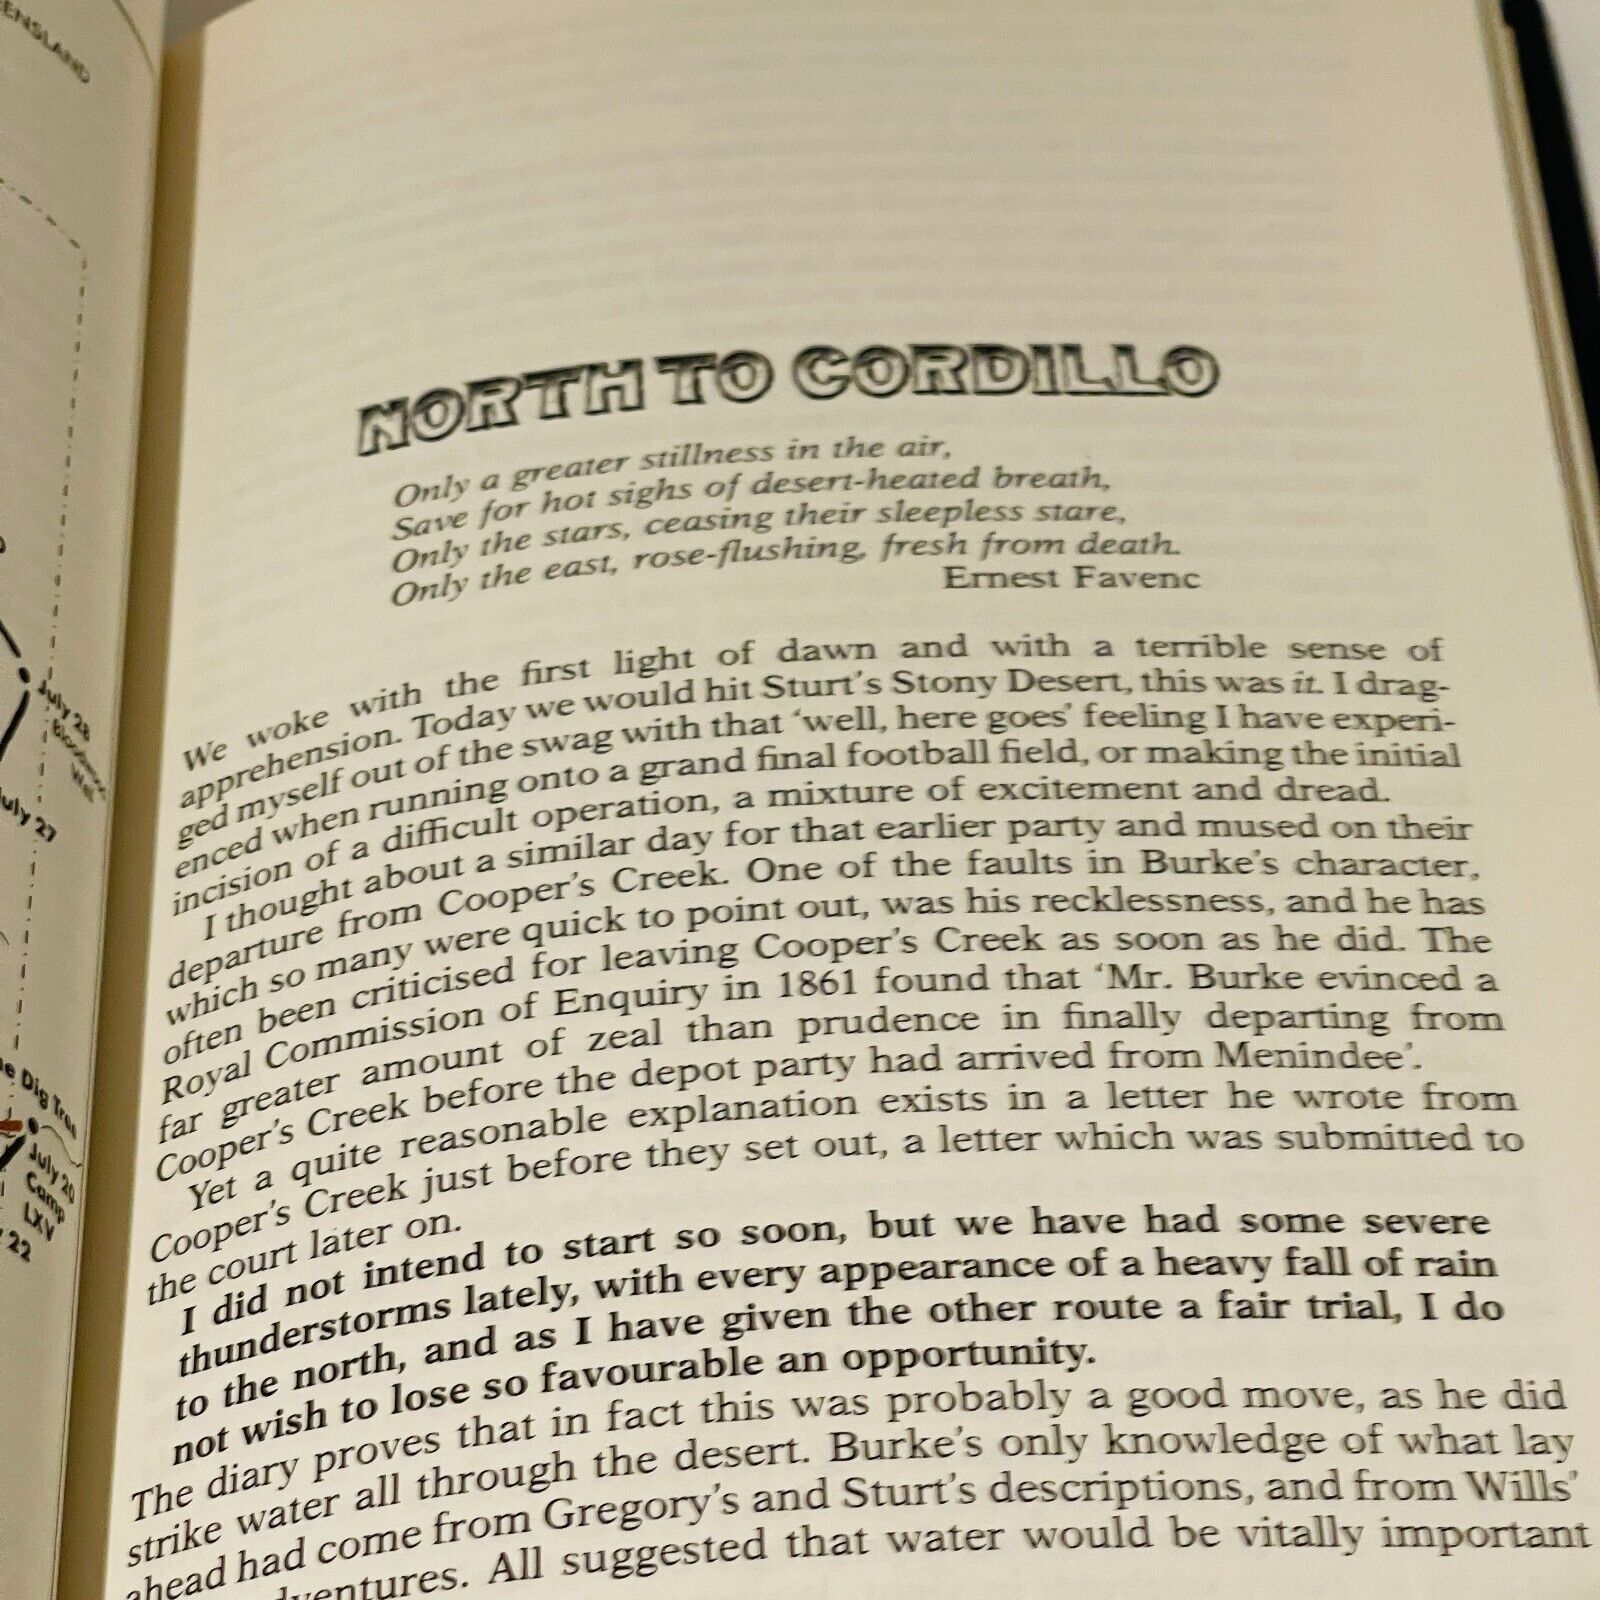 ENSLAND
July 28
July 27
Dig Tree
July 20
Camp
LXV
22
NORTH TO CORDILLO
Only a greater stillness in the air,
Save for hot sighs of desert-heated breath,
Only the stars, ceasing their sleepless stare,
Only the east, rose-flushing, fresh from death.
Ernest Favenc
We woke with the first light of dawn and with a terrible sense of
apprehension. Today we would hit Sturt's Stony Desert, this was it. I drag-
ged myself out of the swag with that 'well, here goes' feeling I have experi-
enced when running onto a grand final football field, or making the initial
incision of a difficult operation, a mixture of excitement and dread.
I thought about a similar day for that earlier party and mused on their
departure from Cooper's Creek. One of the faults in Burke's character,
which so many were quick to point out, was his recklessness, and he has
often been criticised for leaving Cooper's Creek as soon as he did. The
Royal Commission of Enquiry in 1861 found that 'Mr. Burke evinced a
far greater amount of zeal than prudence in finally departing from
Cooper's Creek before the depot party had arrived from Menindee'.
Yet a quite reasonable explanation exists in a letter he wrote from
Cooper's Creek just before they set out, a letter which was submitted to
the court later on.
I did not intend to start so soon, but we have had some severe
thunderstorms lately, with every appearance of a heavy fall of rain
to the north, and as I have given the other route a fair trial, I do
not wish to lose so favourable an opportunity.
The diary proves that in fact this was probably a good move, as he did
strike water all through the desert. Burke's only knowledge of what lay
ahead had come from Gregory's and Sturt's descriptions, and from Wills'
All suggested that water would be vitally important